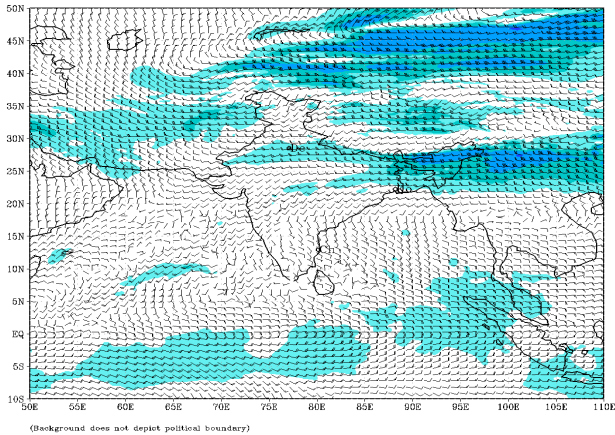 50N
45N
40N
35N
30N
25N
20N
15N
10N
5N
EQ
5S
10S
50E 55E 60E 65E 70E 75E 80E 85E 90E 95E 100E 105E 110E
(Background does not depict political boundary)